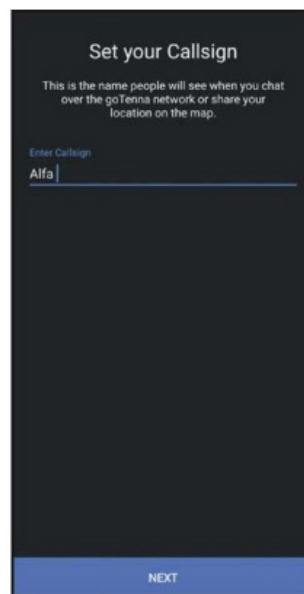 Set your Callsign
This is the name people will see when you chat
over the goTenna network or share your
location on the map.
Enter Callsign
Alfa
NEXT